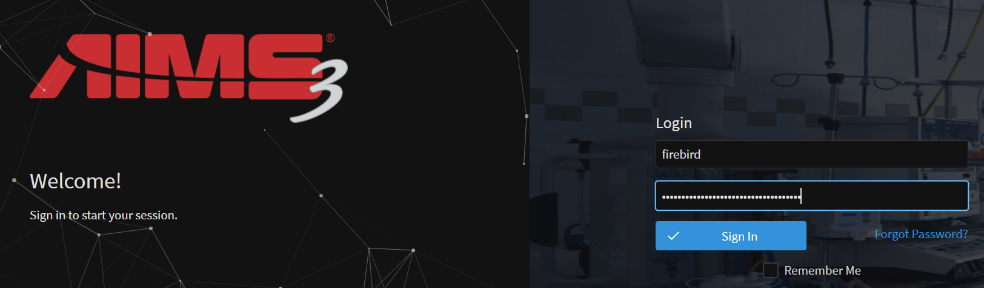 AIMS®
3
Welcome!
Sign in to start your session.
Login
firebird
••••••••••••••••••••••••••••••••••••
Sign In
Forgot Password?
Remember Me